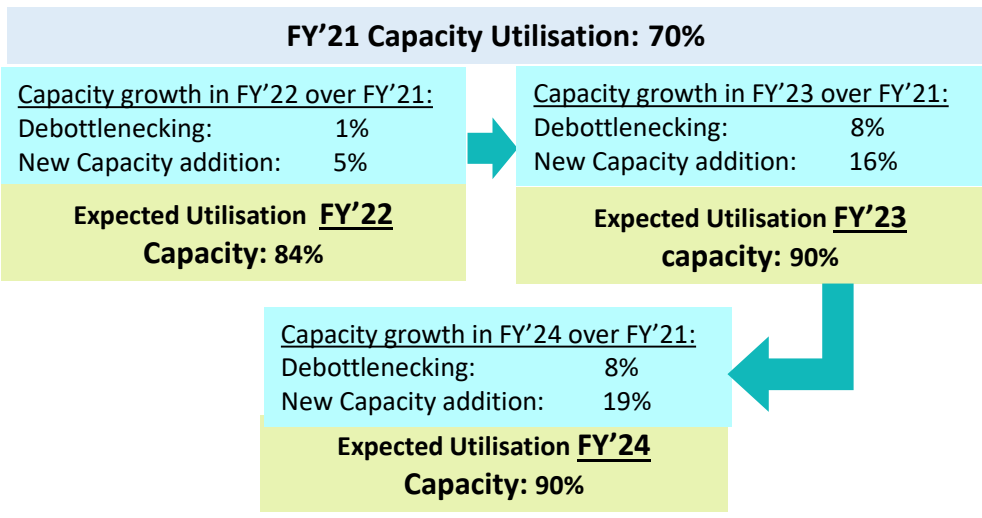 FY’21 Capacity Utilisation: 70%
Capacity growth in FY’22 over FY’21:
Debottlenecking: 1%
New Capacity addition: 5%
Expected Utilisation FY’22
Capacity: 84%
Capacity growth in FY’23 over FY’21:
Debottlenecking: 8%
New Capacity addition: 16%
Expected Utilisation FY’23
capacity: 90%
Capacity growth in FY’24 over FY’21:
Debottlenecking: 8%
New Capacity addition: 19%
Expected Utilisation FY’24
Capacity: 90%